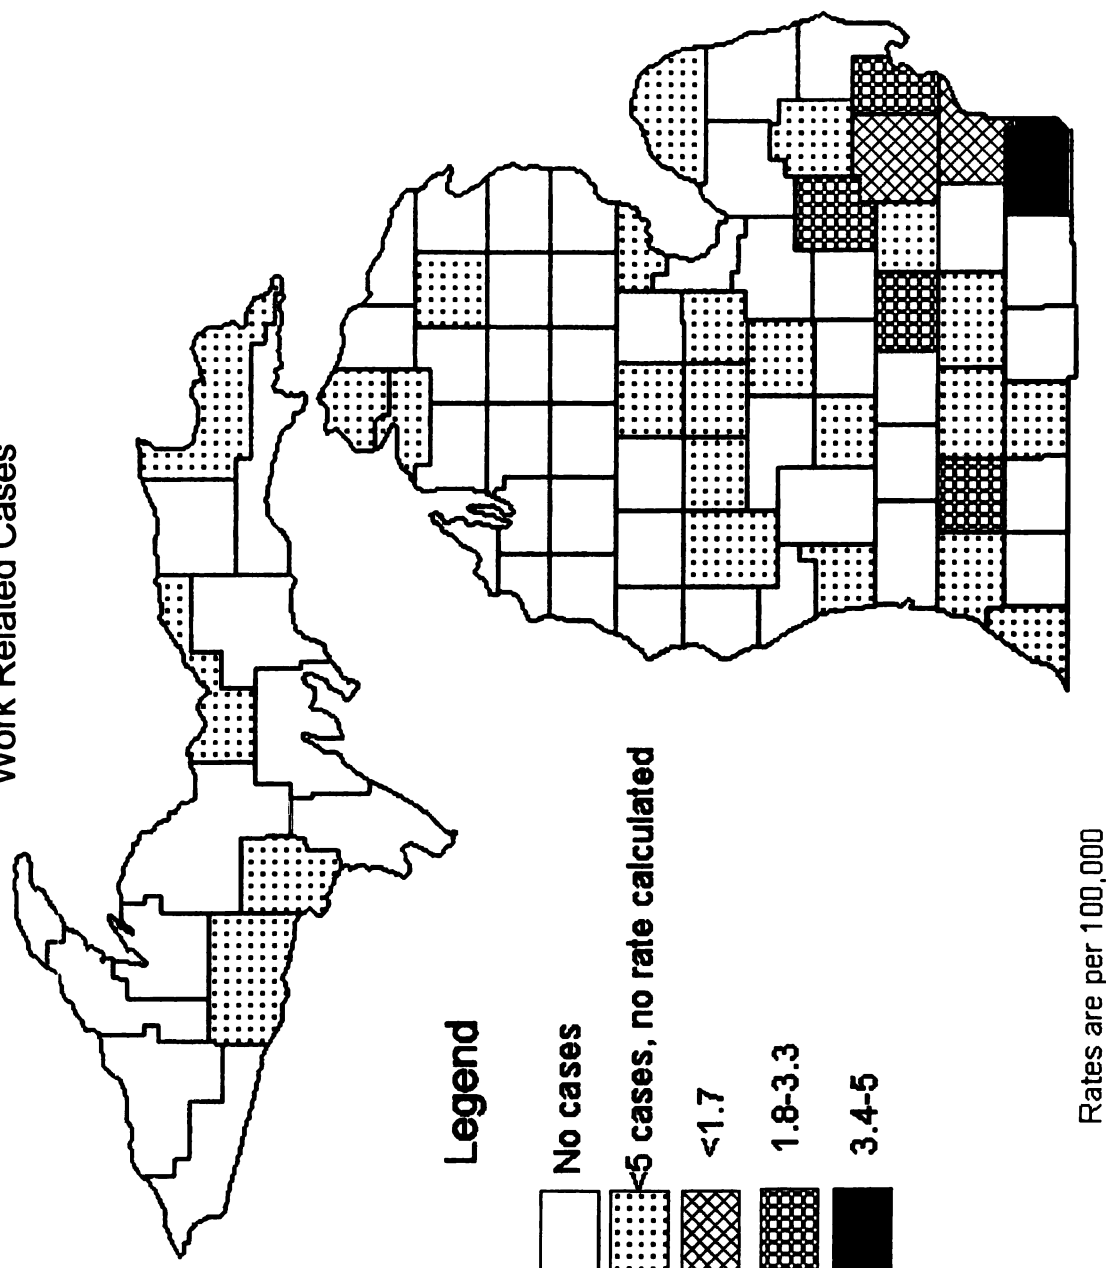 Work Related Cases
Legend
No cases
<5 cases, no rate calculated
<1.7
1.8-3.3
3.4-5
Rates are per 100,000